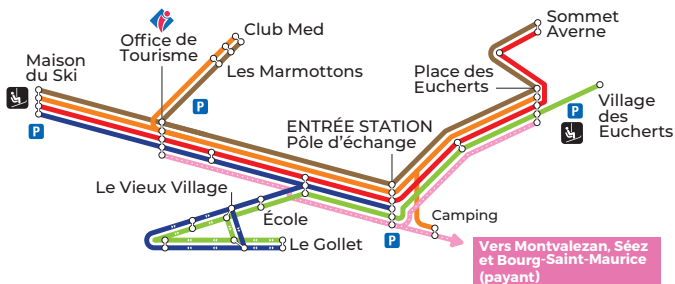 Sommet
Averne
Club Med
Office de
Tourisme
Maison
du Ski
Les Marmottons
P
Place des
Eucherts
P
Village
des
Eucherts
P
ENTRÉE STATION
Pôle d'échange
Le Vieux Village
École
Camping
Le Gollet
P
Vers Montvalezan, Séez
et Bourg-Saint-Maurice
(payant)